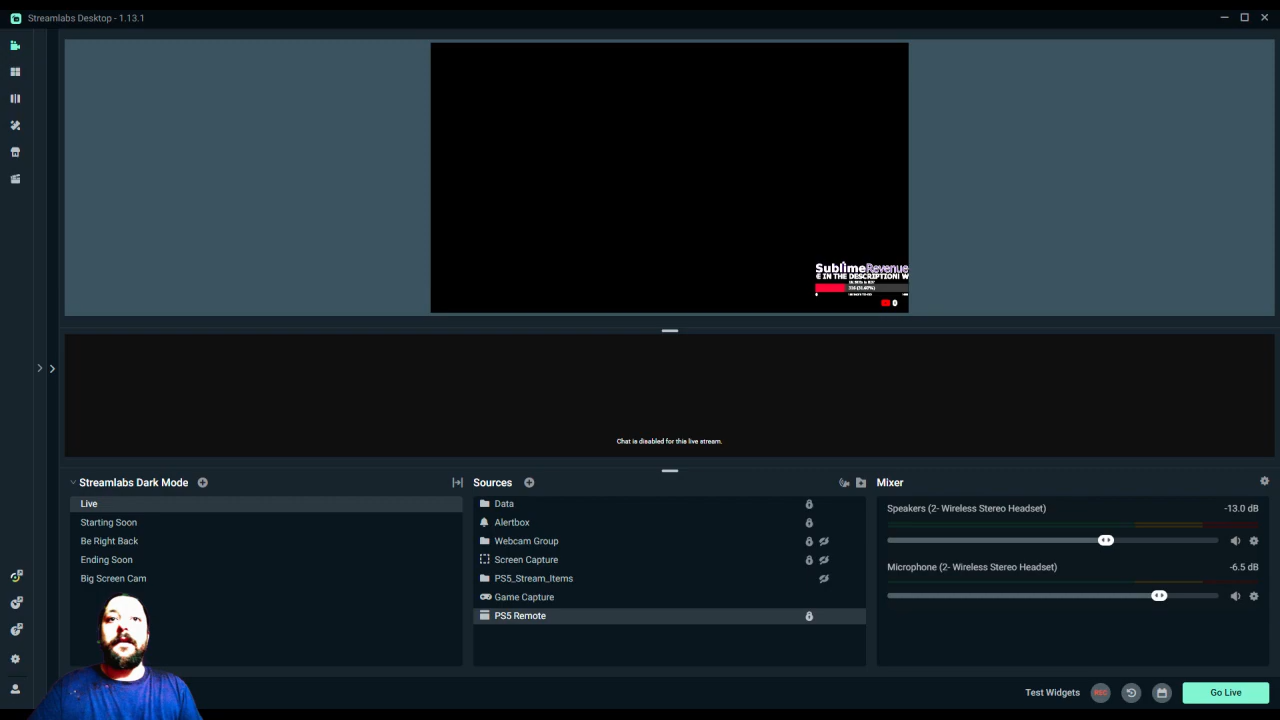 Streamlabs Desktop - 1.13.1
SublimeRevenue
E IN THE DESCRIPTION! W
0
Chat is disabled for this live stream.
Streamlabs Dark Mode
Live
Starting Soon
Be Right Back
Ending Soon
Big Screen Cam
Sources
Data
Alertbox
Webcam Group
Screen Capture
PS5_Stream_Items
Game Capture
PS5 Remote
Mixer
Speakers (2- Wireless Stereo Headset)
-13.0 dB
Microphone (2- Wireless Stereo Headset)
-6.5 dB
Test Widgets
REC
Go Live